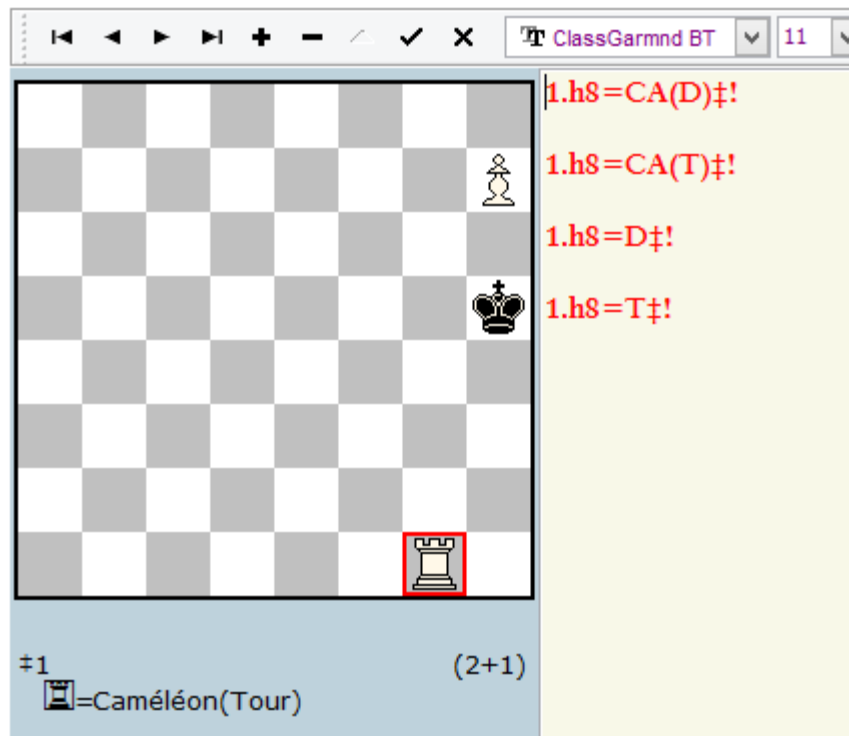 ClassGarmnd BT 11
1.h8=CA(D)‡!
1.h8=CA(T)‡!
1.h8=D‡!
1.h8=T‡!
‡1 (2+1)
=Caméléon(Tour)